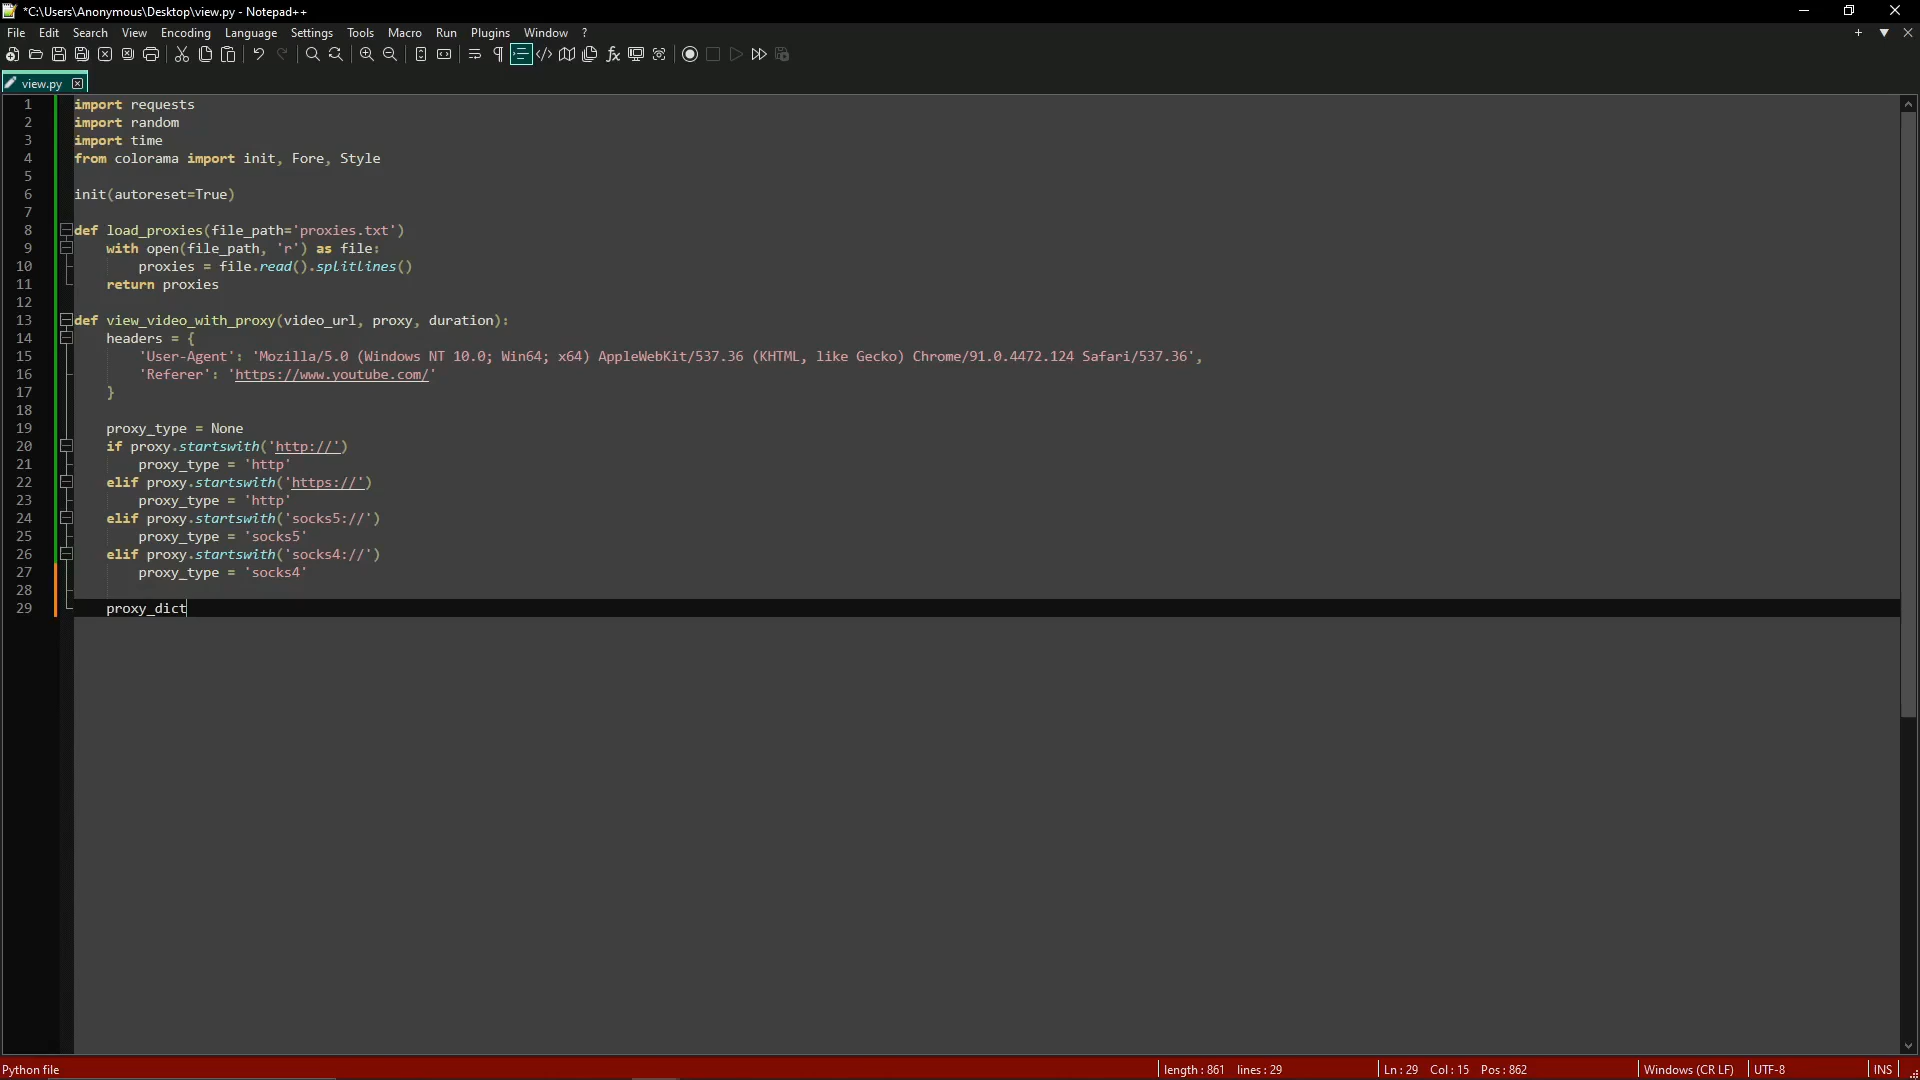 *C:\Users\Anonymous\Desktop\view.py - Notepad++
File Edit Search View Encoding Language Settings Tools Macro Run Plugins Window ?
view.py
1 import requests
2 import random
3 import time
4 from colorama import init, Fore, Style
5
6 init(autoreset=True)
7
8 def load_proxies(file_path='proxies.txt')
9     with open(file_path, 'r') as file:
10         proxies = file.read().splitlines()
11     return proxies
12
13 def view_video_with_proxy(video_url, proxy, duration):
14     headers = {
15         'User-Agent': 'Mozilla/5.0 (Windows NT 10.0; Win64; x64) AppleWebKit/537.36 (KHTML, like Gecko) Chrome/91.0.4472.124 Safari/537.36',
16         'Referer': 'https://www.youtube.com/'
17     }
18
19     proxy_type = None
20     if proxy.startswith('http://')
21         proxy_type = 'http'
22     elif proxy.startswith('https://')
23         proxy_type = 'http'
24     elif proxy.startswith('socks5://')
25         proxy_type = 'socks5'
26     elif proxy.startswith('socks4://')
27         proxy_type = 'socks4'
28
29     proxy_dict
Python file length : 861 lines : 29 Ln : 29 Col : 15 Pos : 862 Windows (CR LF) UTF-8 INS